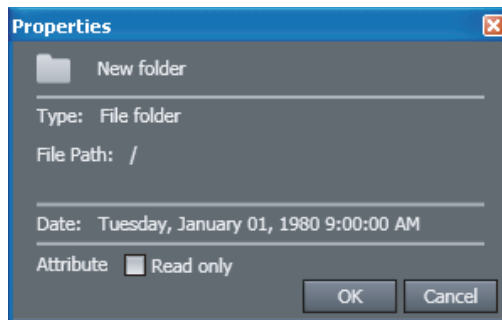 Properties
New folder
Type: File folder
File Path: /
Date: Tuesday, January 01, 1980 9:00:00 AM
Attribute Read only
OK Cancel